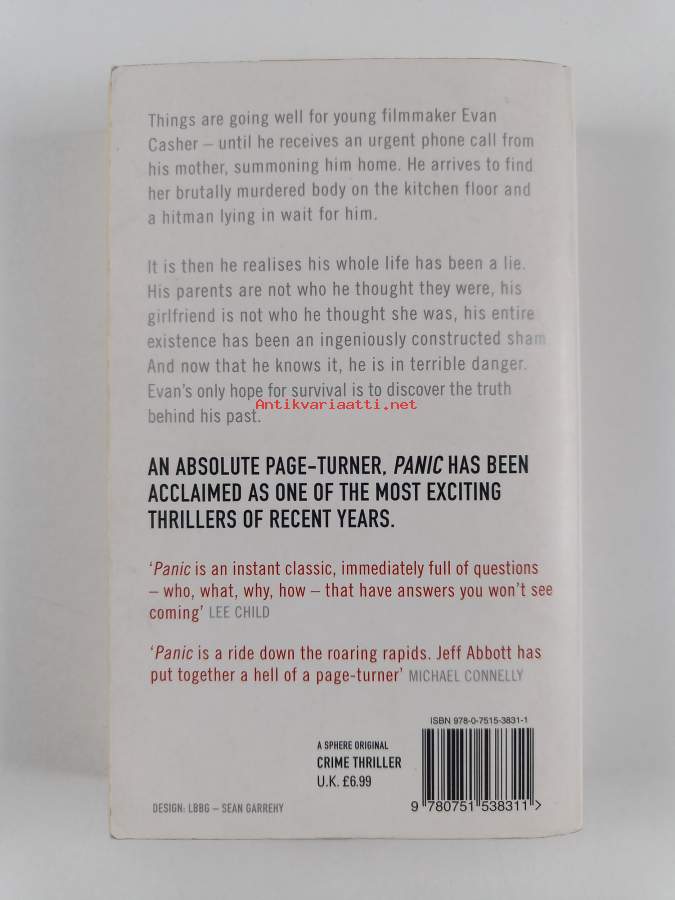 Things are going well for young filmmaker Evan
Casher – until he receives an urgent phone call from
his mother, summoning him home. He arrives to find
her brutally murdered body on the kitchen floor and
a hitman lying in wait for him.
It is then he realises his whole life has been a lie.
His parents are not who he thought they were, his
girlfriend is not who he thought she was, his entire
existence has been an ingeniously constructed sham
And now that he knows it, he is in terrible danger.
Evan's only hope for survival is to discover the truth
Antikvariaatti.net
behind his past.
AN ABSOLUTE PAGE-TURNER, PANIC HAS BEEN
ACCLAIMED AS ONE OF THE MOST EXCITING
THRILLERS OF RECENT YEARS.
'Panic is an instant classic, immediately full of questions
– who, what, why, how – that have answers you won't see
coming' LEE CHILD
'Panic is a ride down the roaring rapids. Jeff Abbott has
put together a hell of a page-turner' MICHAEL CONNELLY
ISBN 978-0-7515-3831-1
A SPHERE ORIGINAL
CRIME THRILLER
U.K. £6.99
9 780751 538311 >
DESIGN: LBBG – SEAN GARREHY